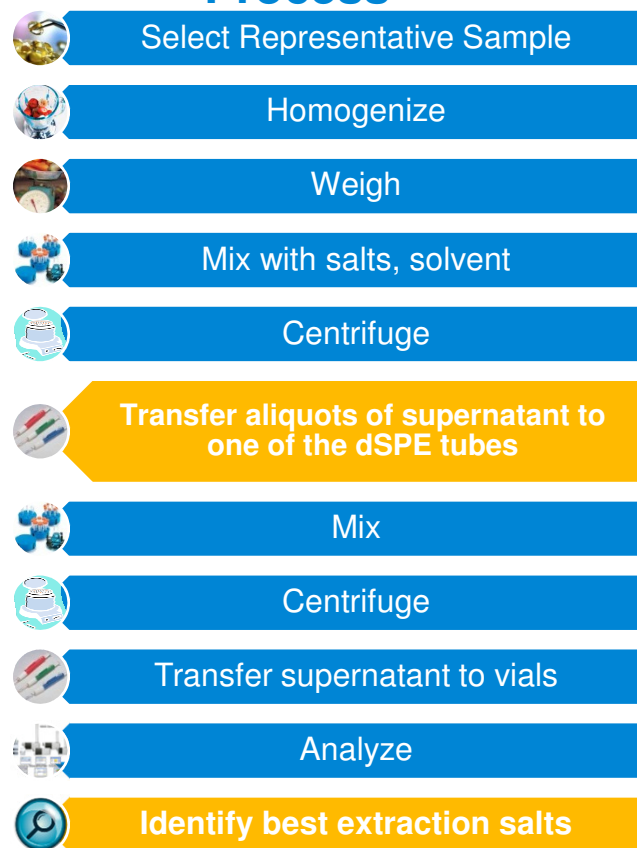 Process
Select Representative Sample
Homogenize
Weigh
Mix with salts, solvent
Centrifuge
Transfer aliquots of supernatant to
one of the dSPE tubes
Mix
Centrifuge
Transfer supernatant to vials
Analyze
Identify best extraction salts